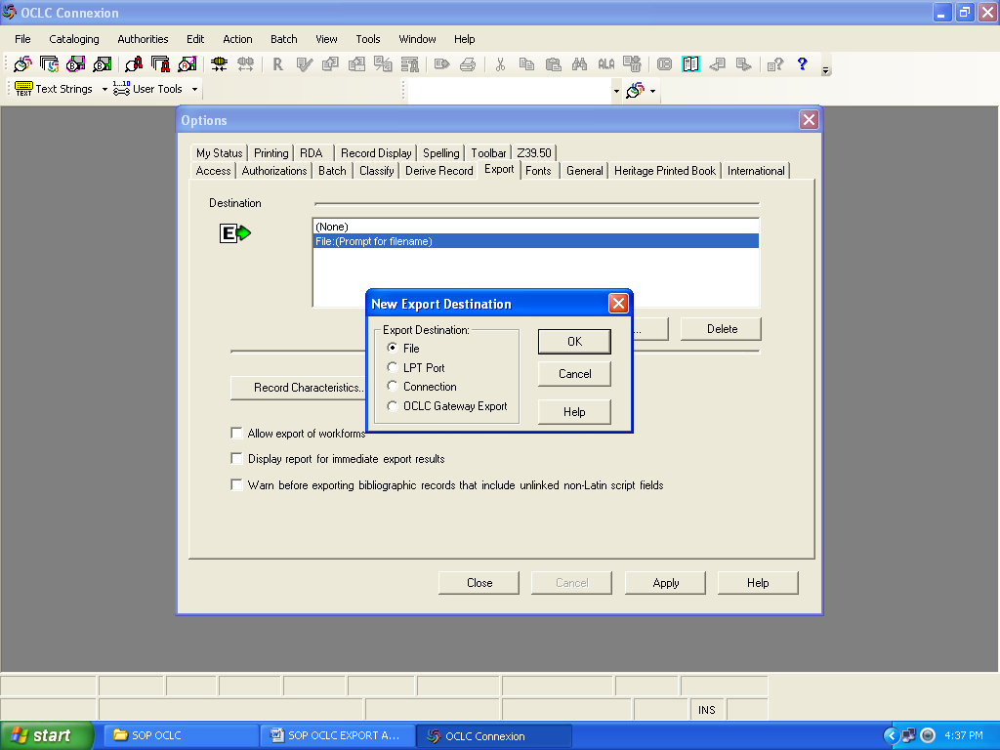 OCLC Connexion
File Cataloging Authorities Edit Action Batch View Tools Window Help
R ALA ?
TEXT Text Strings User Tools
Options
My Status Printing RDA Record Display Spelling Toolbar Z39.50
Access Authorizations Batch Classify Derive Record Export Fonts General Heritage Printed Book International
Destination
E
(None)
File:(Prompt for filename)
... Delete
New Export Destination
Export Destination:
File
LPT Port
Connection
OCLC Gateway Export
OK
Cancel
Help
Record Characteristics..
Allow export of workforms
Display report for immediate export results
Warn before exporting bibliographic records that include unlinked non-Latin script fields
Close Cancel Apply Help
INS
start SOP OCLC SOP OCLC EXPORT A... OCLC Connexion 4:37 PM